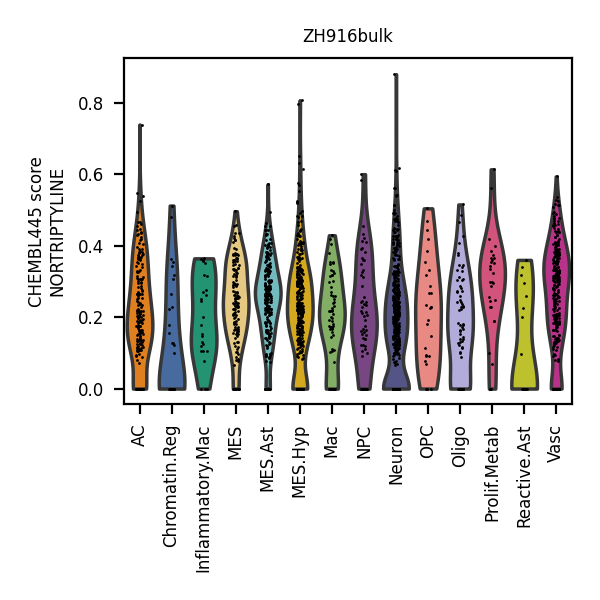 ZH916bulk
CHEMBL445 score
NORTRIPTYLINE
0.8
0.6
0.4
0.2
0.0
AC
Chromatin.Reg
Inflammatory.Mac
MES
MES.Ast
MES.Hyp
Mac
NPC
Neuron
OPC
Oligo
Prolif.Metab
Reactive.Ast
Vasc